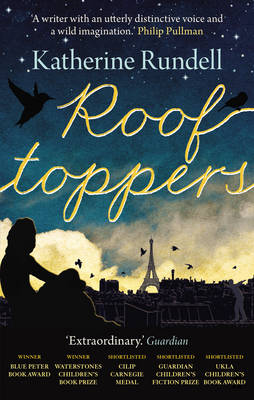 ‘A writer with an utterly distinctive voice and
a wild imagination.’ Philip Pullman
Katherine Rundell
Roof
toppers
‘Extraordinary.’ Guardian
WINNER
BLUE PETER
BOOK AWARD
WINNER
WATERSTONES
CHILDREN’S
BOOK PRIZE
SHORTLISTED
CILIP
CARNEGIE
MEDAL
SHORTLISTED
GUARDIAN
CHILDREN’S
FICTION PRIZE
SHORTLISTED
UKLA
CHILDREN’S
BOOK AWARD